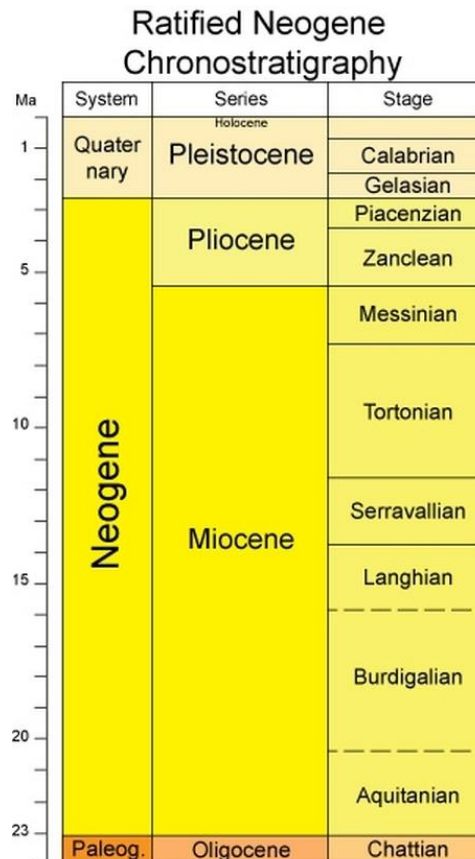 Ratified Neogene
Chronostratigraphy
Ma
System
Series
Stage
Holocene
1
Quater
nary
Pleistocene
Calabrian
Gelasian
Pliocene
Piacenzian
Zanclean
5
Neogene
Miocene
Messinian
Tortonian
10
Serravallian
Langhian
15
Burdigalian
20
Aquitanian
23
Paleog.
Oligocene
Chattian